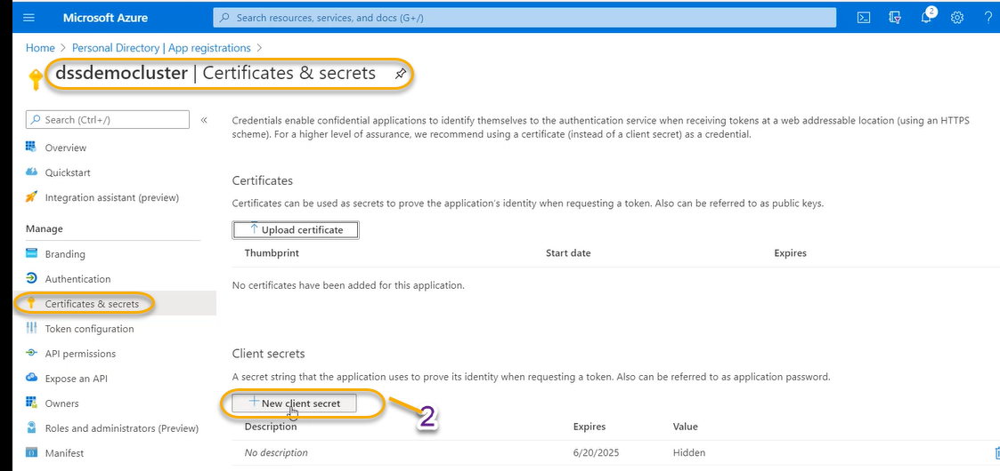 Microsoft Azure
Search resources, services, and docs (G+/)
2
?
Home > Personal Directory | App registrations >
dssdemocluster | Certificates & secrets
Search (Ctrl+/)
«
Overview
Quickstart
Integration assistant (preview)
Manage
Branding
Authentication
Certificates & secrets
Token configuration
API permissions
Expose an API
Owners
Roles and administrators (Preview)
Manifest
Credentials enable confidential applications to identify themselves to the authentication service when receiving tokens at a web addressable location (using an HTTPS
scheme). For a higher level of assurance, we recommend using a certificate (instead of a client secret) as a credential.
Certificates
Certificates can be used as secrets to prove the application's identity when requesting a token. Also can be referred to as public keys.
Upload certificate
Thumbprint Start date Expires
No certificates have been added for this application.
Client secrets
A secret string that the application uses to prove its identity when requesting a token. Also can be referred to as application password.
New client secret
2
Description Expires Value
No description 6/20/2025 Hidden